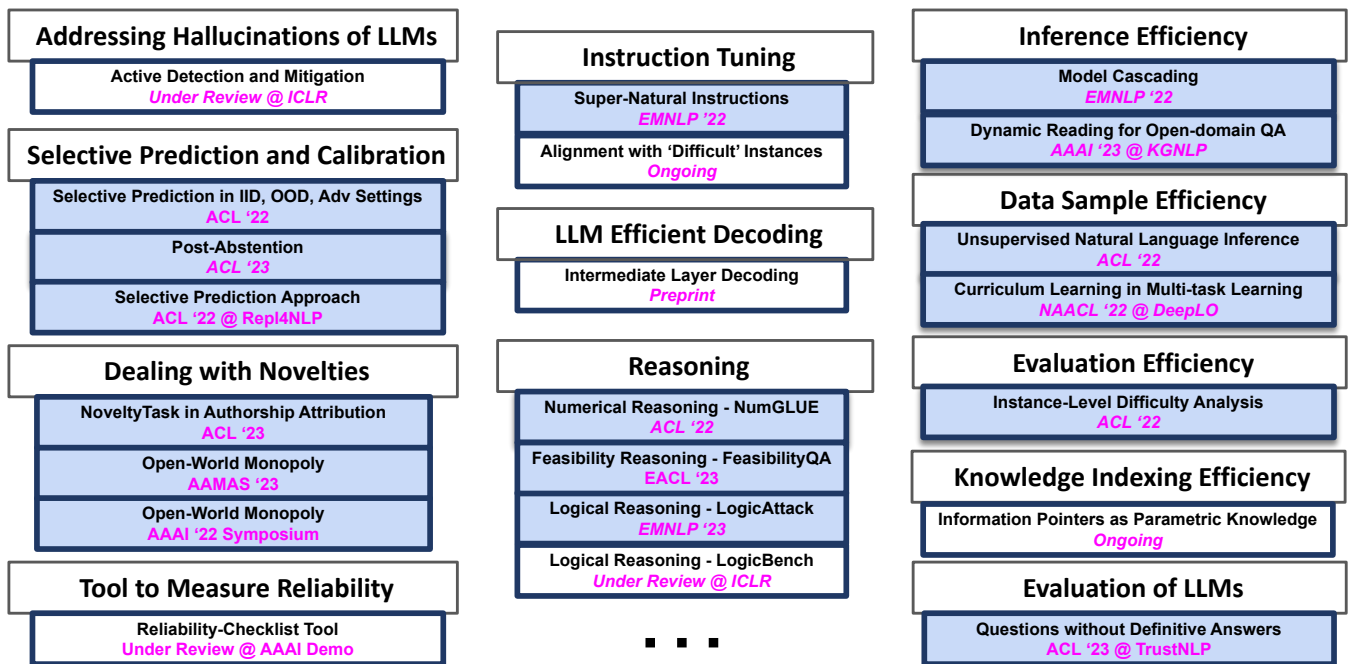 Addressing Hallucinations of LLMs
Active Detection and Mitigation
Under Review @ ICLR
Selective Prediction and Calibration
Selective Prediction in IID, OOD, Adv Settings
ACL ‘22
Post-Abstention
ACL ‘23
Selective Prediction Approach
ACL ‘22 @ Repl4NLP
Dealing with Novelties
NoveltyTask in Authorship Attribution
ACL ‘23
Open-World Monopoly
AAMAS ‘23
Open-World Monopoly
AAAI ‘22 Symposium
Tool to Measure Reliability
Reliability-Checklist Tool
Under Review @ AAAI Demo
Instruction Tuning
Super-Natural Instructions
EMNLP ’22
Alignment with ‘Difficult’ Instances
Ongoing
LLM Efficient Decoding
Intermediate Layer Decoding
Preprint
Reasoning
Numerical Reasoning - NumGLUE
ACL ‘22
Feasibility Reasoning - FeasibilityQA
EACL ‘23
Logical Reasoning - LogicAttack
EMNLP ‘23
Logical Reasoning - LogicBench
Under Review @ ICLR
...
Inference Efficiency
Model Cascading
EMNLP ‘22
Dynamic Reading for Open-domain QA
AAAI ‘23 @ KGNLP
Data Sample Efficiency
Unsupervised Natural Language Inference
ACL ‘22
Curriculum Learning in Multi-task Learning
NAACL ‘22 @ DeepLO
Evaluation Efficiency
Instance-Level Difficulty Analysis
ACL ‘22
Knowledge Indexing Efficiency
Information Pointers as Parametric Knowledge
Ongoing
Evaluation of LLMs
Questions without Definitive Answers
ACL ‘23 @ TrustNLP